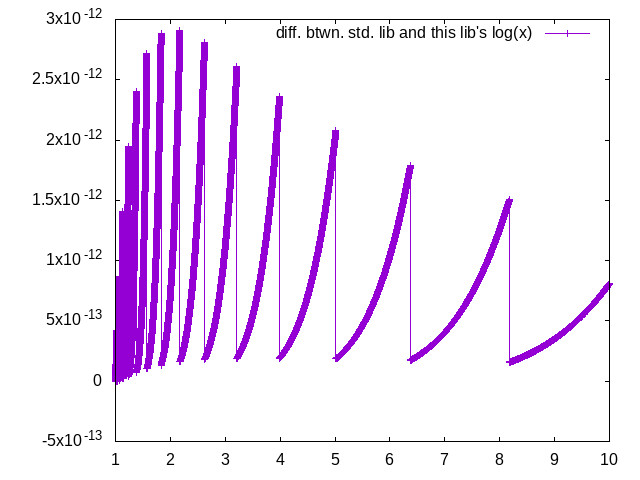 3x10^-12
diff. btwn. std. lib and this lib's log(x)
2.5x10^-12
2x10^-12
1.5x10^-12
1x10^-12
5x10^-13
0
-5x10^-13
1 2 3 4 5 6 7 8 9 10